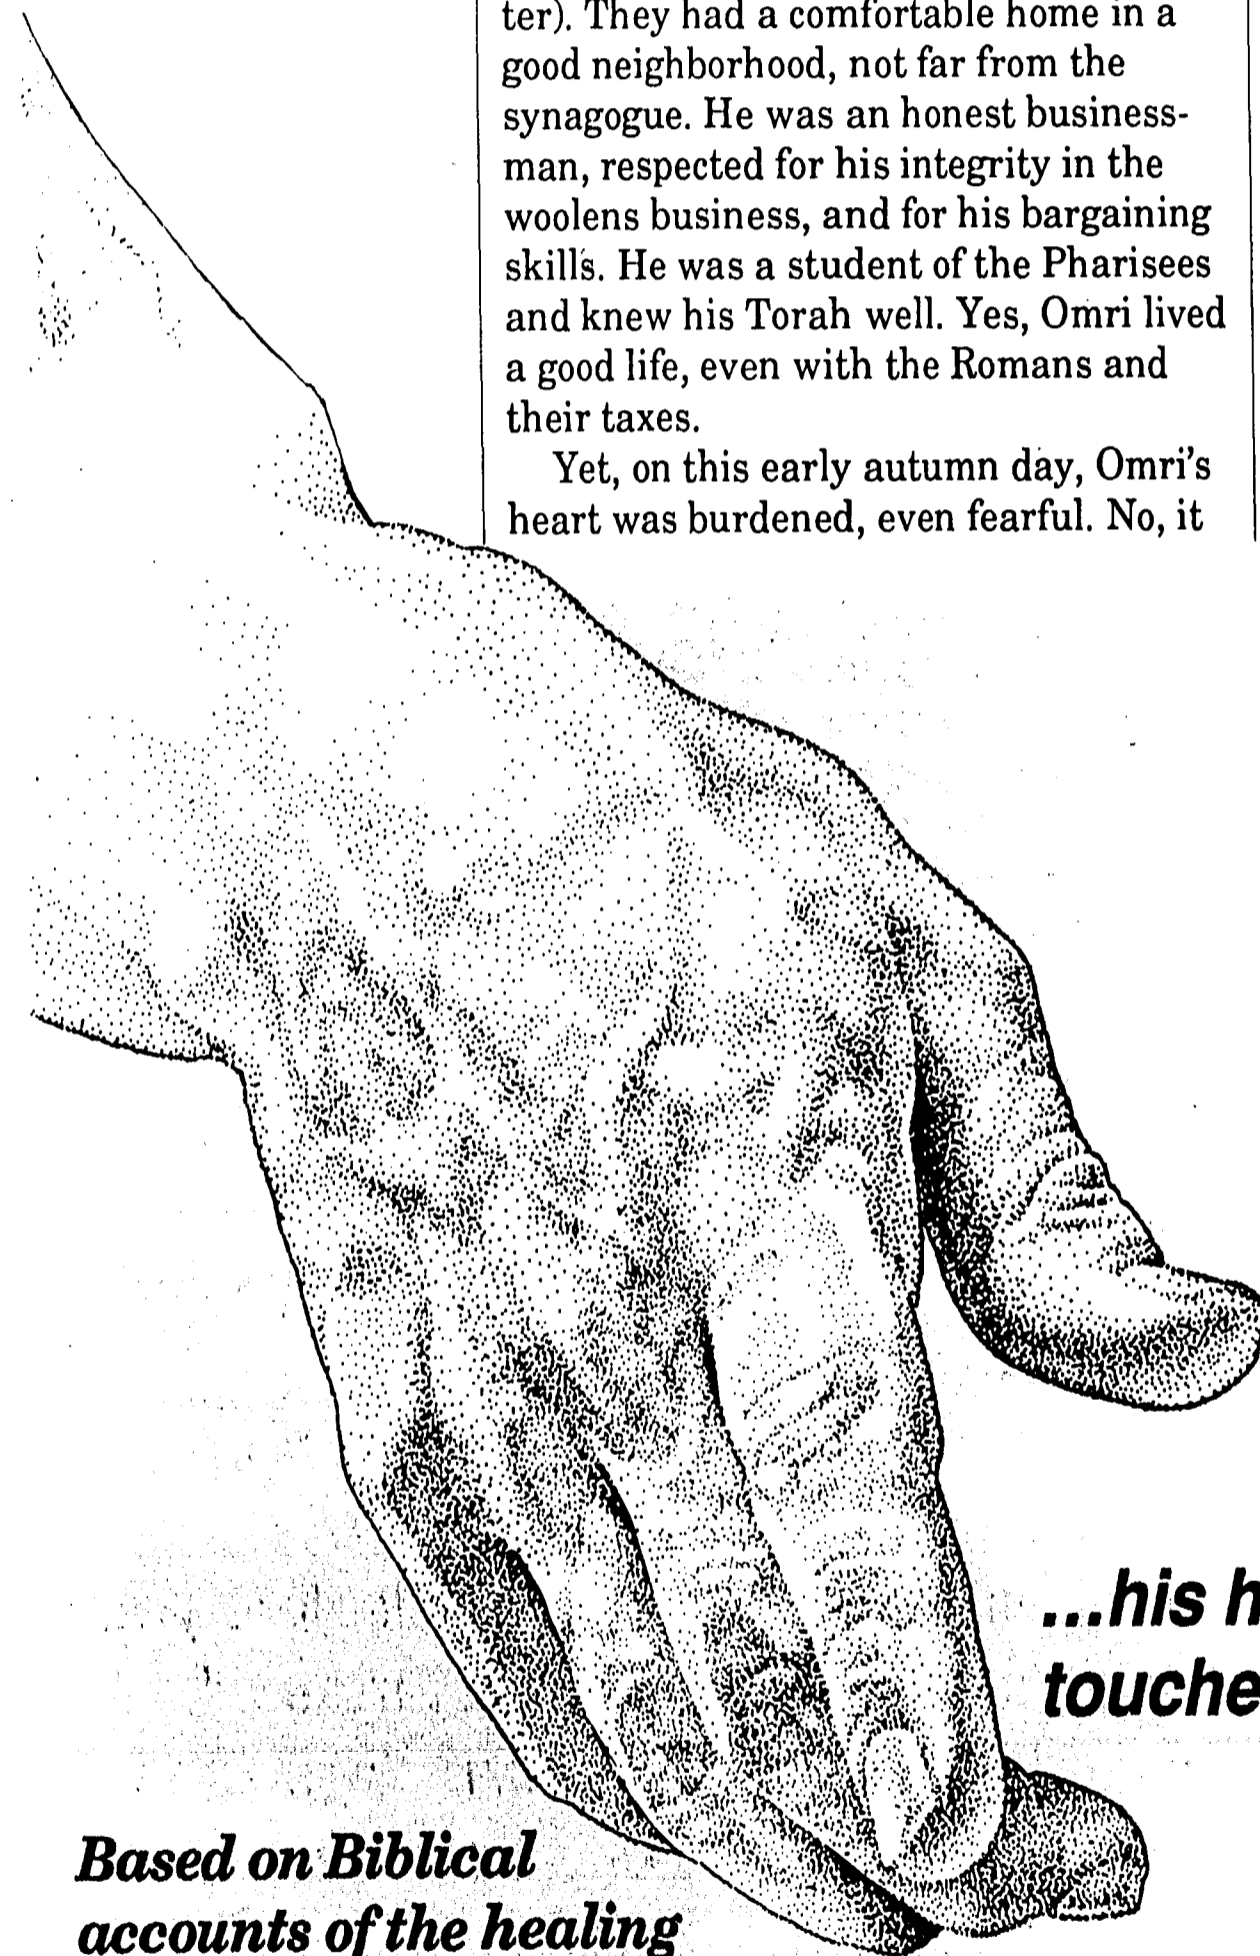 ter). They had a comfortable home in a
good neighborhood, not far from the
synagogue. He was an honest business-
man, respected for his integrity in the
woolens business, and for his bargaining
skills. He was a student of the Pharisees
and knew his Torah well. Yes, Omri lived
a good life, even with the Romans and
their taxes.
Yet, on this early autumn day, Omri's
heart was burdened, even fearful. No, it
...his h
touche
Based on Biblical
accounts of the healing